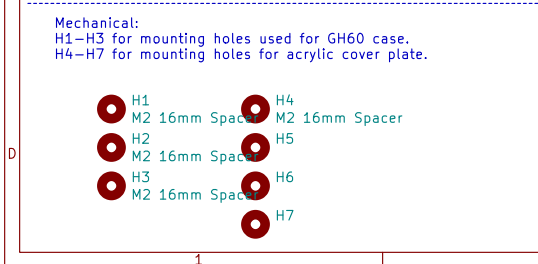 Mechanical:
H1-H3 for mounting holes used for GH60 case.
H4-H7 for mounting holes for acrylic cover plate.
H1
M2 16mm Spacer
H2
M2 16mm Spacer
H3
M2 16mm Spacer
H4
M2 16mm Spacer
H5
H6
H7
D
1